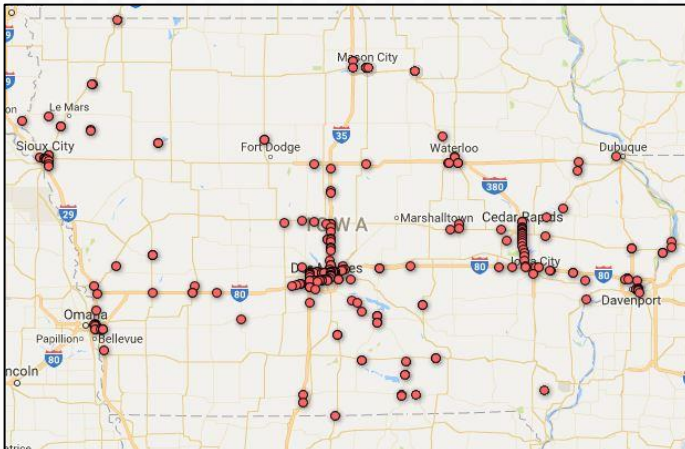 29
Mason City
Le Mars
Sioux City
Fort Dodge
35
Waterloo
Dubuque
380
29
IOWA
Marshalltown
Cedar Rapids
Iowa City
80
80
80
Davenport
Omaha
Papillion
Bellevue
80